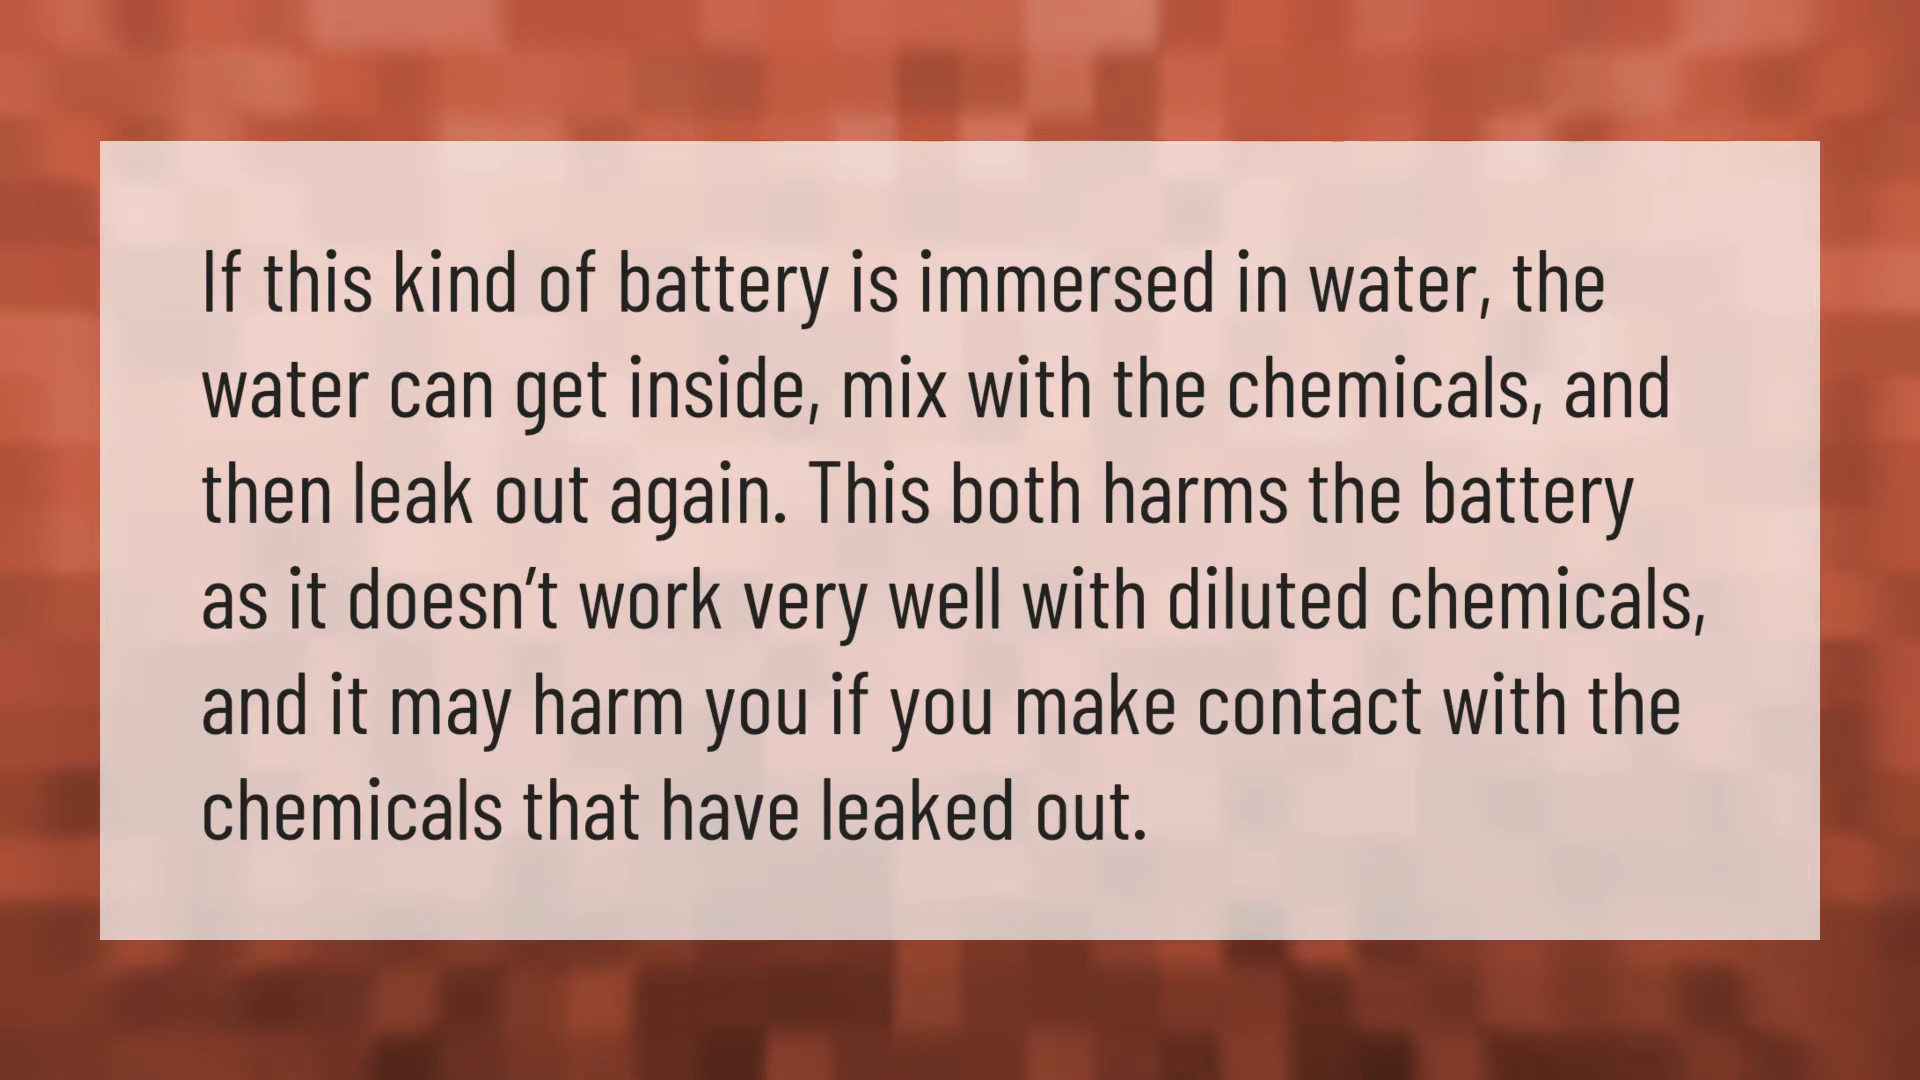 If this kind of battery is immersed in water, the
water can get inside, mix with the chemicals, and
then leak out again. This both harms the battery
as it doesn’t work very well with diluted chemicals,
and it may harm you if you make contact with the
chemicals that have leaked out.